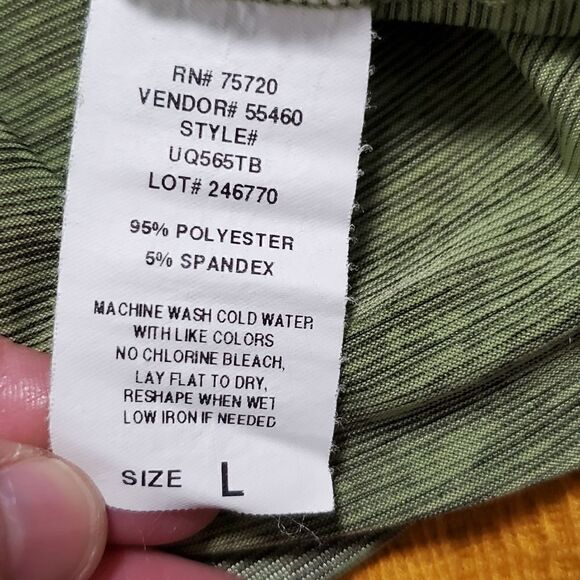 RN# 75720
VENDOR# 55460
STYLE#
UQ565TB
LOT# 246770
95% POLYESTER
5% SPANDEX
MACHINE WASH COLD WATER
WITH LIKE COLORS
NO CHLORINE BLEACH,
LAY FLAT TO DRY,
RESHAPE WHEN WET
LOW IRON IF NEEDED
SIZE L